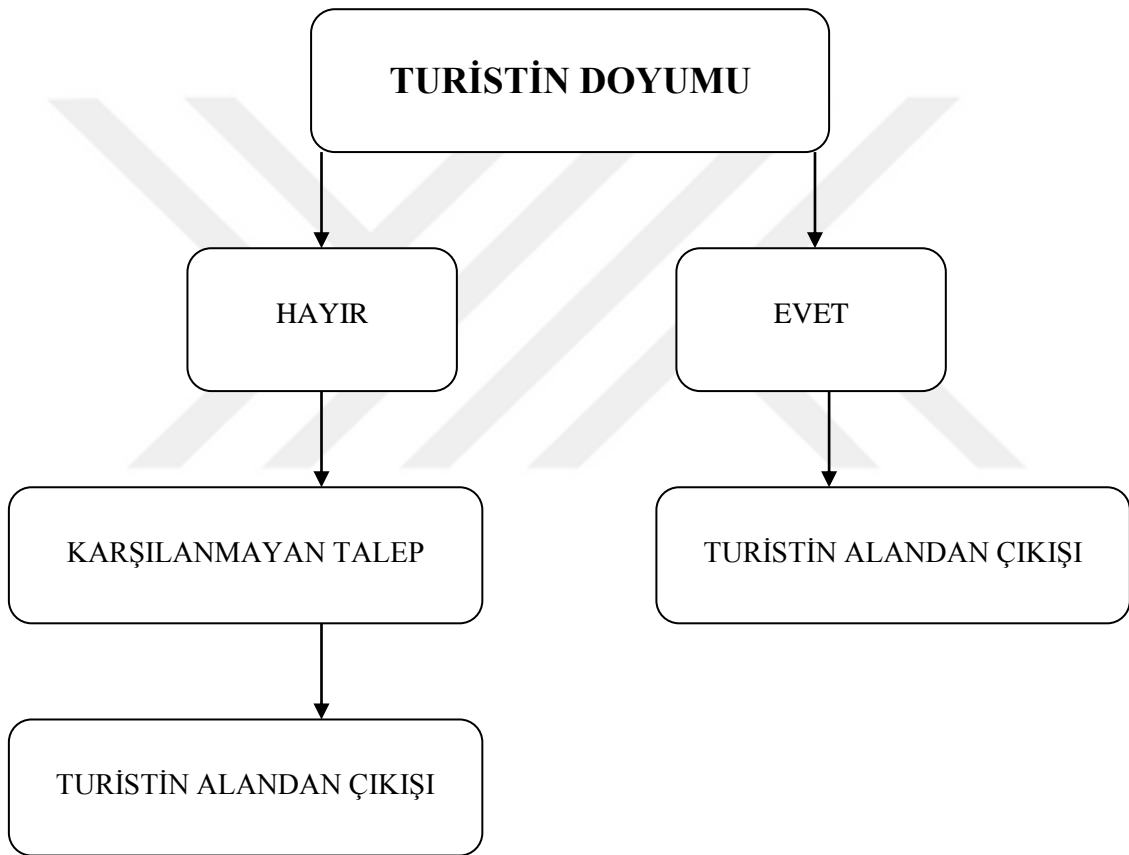 TURİSTİN DOYUMU
HAYIR
EVET
KARŞILANMAYAN TALEP
TURİSTİN ALANDAN ÇIKIŞI
TURİSTİN ALANDAN ÇIKIŞI